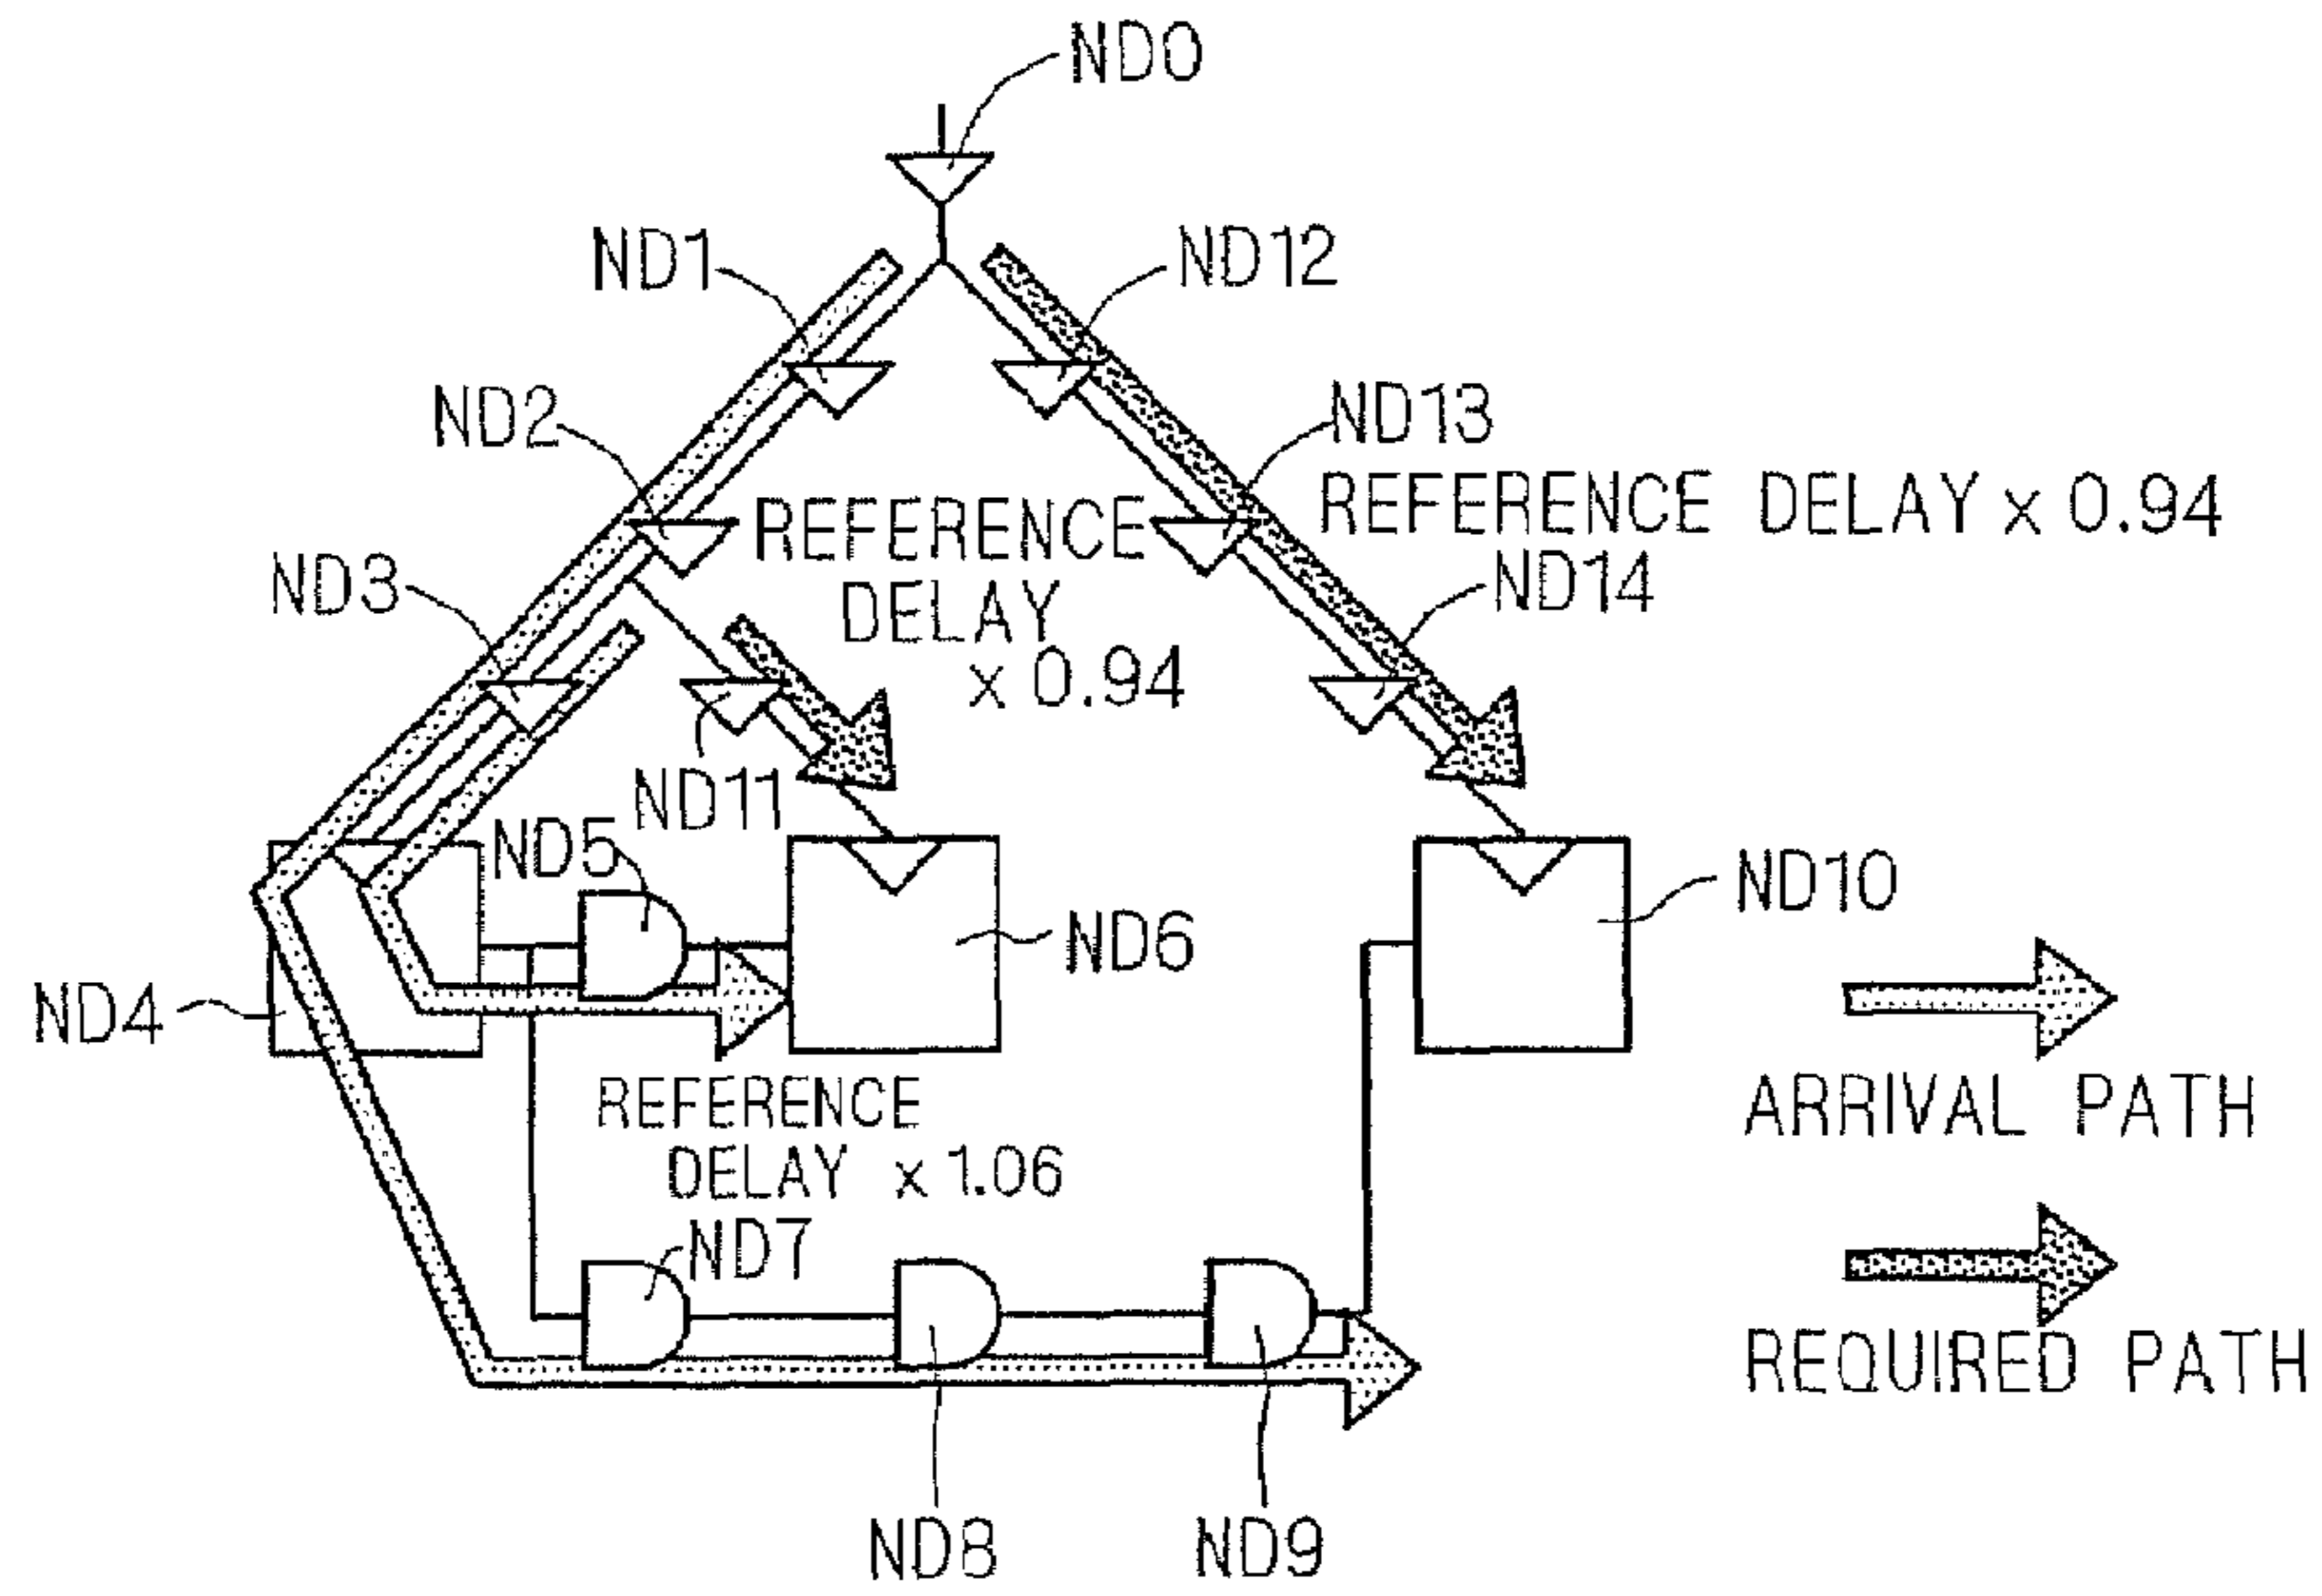 ND0
ND1
ND12
ND2
ND13
REFERENCE DELAY x 0.94
REFERENCE
DELAY
x 0.94
ND3
ND14
ND11
ND5
ND10
ND6
ND4
REFERENCE
DELAY x 1.06
ARRIVAL PATH
ND7
REQUIRED PATH
ND8
ND9